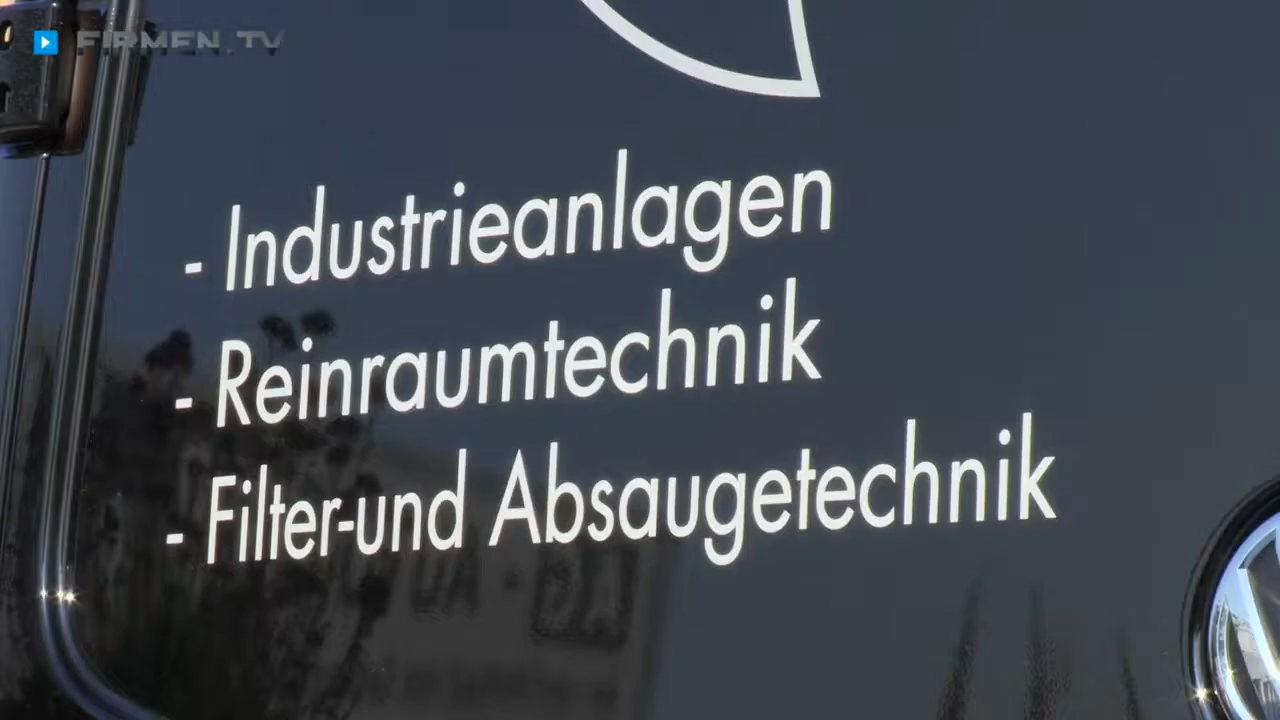 FIRMEN.TV
- Industrieanlagen
- Reinraumtechnik
- Filter-und Absaugetechnik